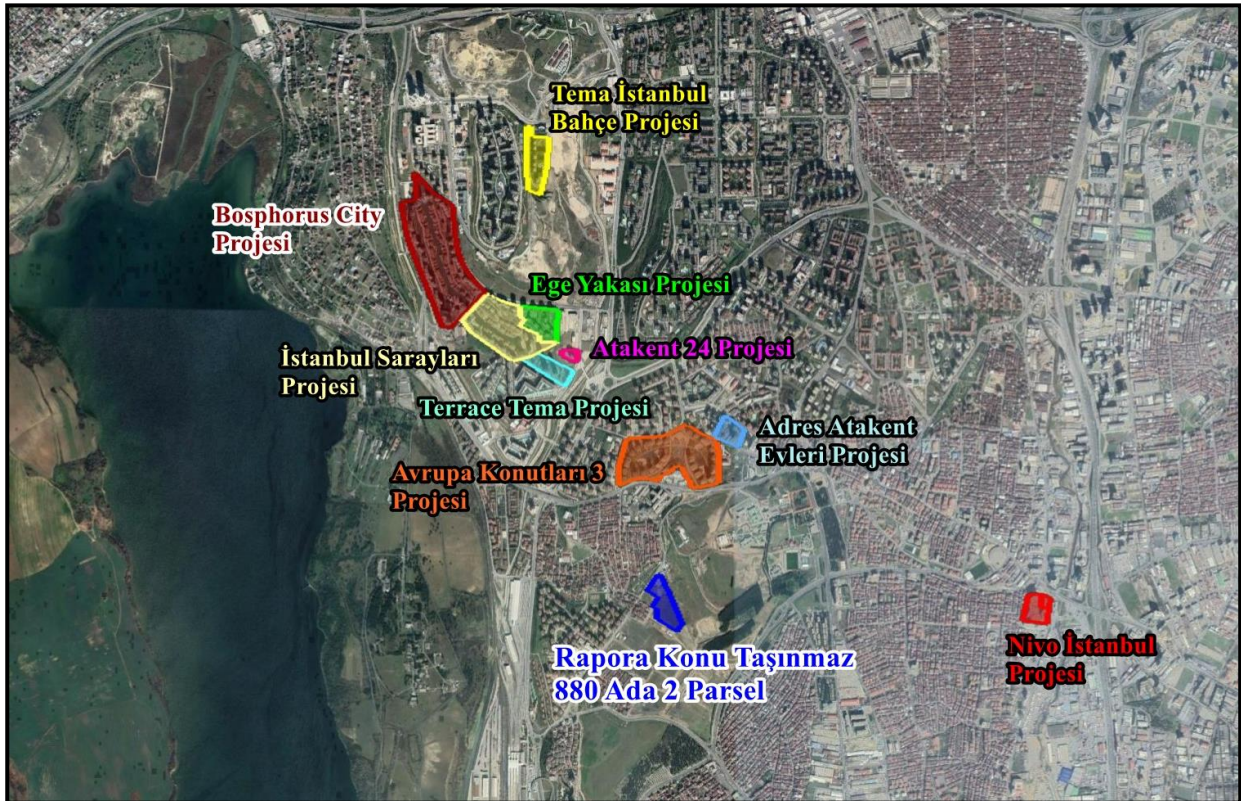 Tema İstanbul
Bahçe Projesi
Bosphorus City
Projesi
Ege Yakası Projesi
İstanbul Sarayları
Projesi
Atakent 24 Projesi
Terrace Tema Projesi
Adres Atakent
Evleri Projesi
Avrupa Konutları 3
Projesi
Rapora Konu Taşınmaz
880 Ada 2 Parsel
Nivo İstanbul
Projesi